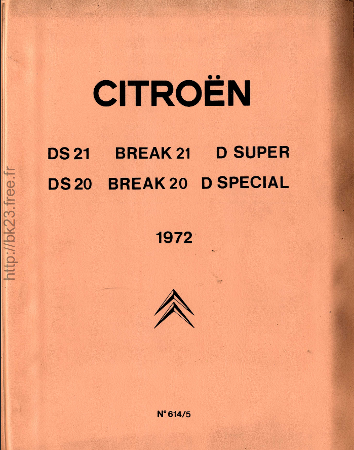 CITROËN
DS 21 BREAK 21 D SUPER
DS 20 BREAK 20 D SPECIAL
1972
N° 614/5
http://bk23.free.fr